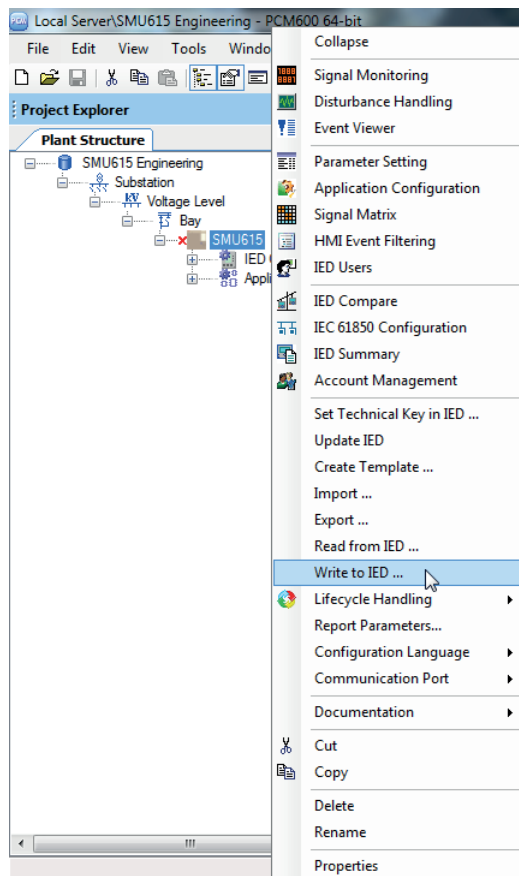 Local Server\SMU615 Engineering - PCM600 64-bit
File Edit View Tools Windo
Project Explorer
Plant Structure
SMU615 Engineering
Substation
Voltage Level
Bay
SMU615
IED
Appli
Collapse
Signal Monitoring
Disturbance Handling
Event Viewer
Parameter Setting
Application Configuration
Signal Matrix
HMI Event Filtering
IED Users
IED Compare
IEC 61850 Configuration
IED Summary
Account Management
Set Technical Key in IED ...
Update IED
Create Template ...
Import ...
Export ...
Read from IED ...
Write to IED ...
Lifecycle Handling
Report Parameters...
Configuration Language
Communication Port
Documentation
Cut
Copy
Delete
Rename
Properties